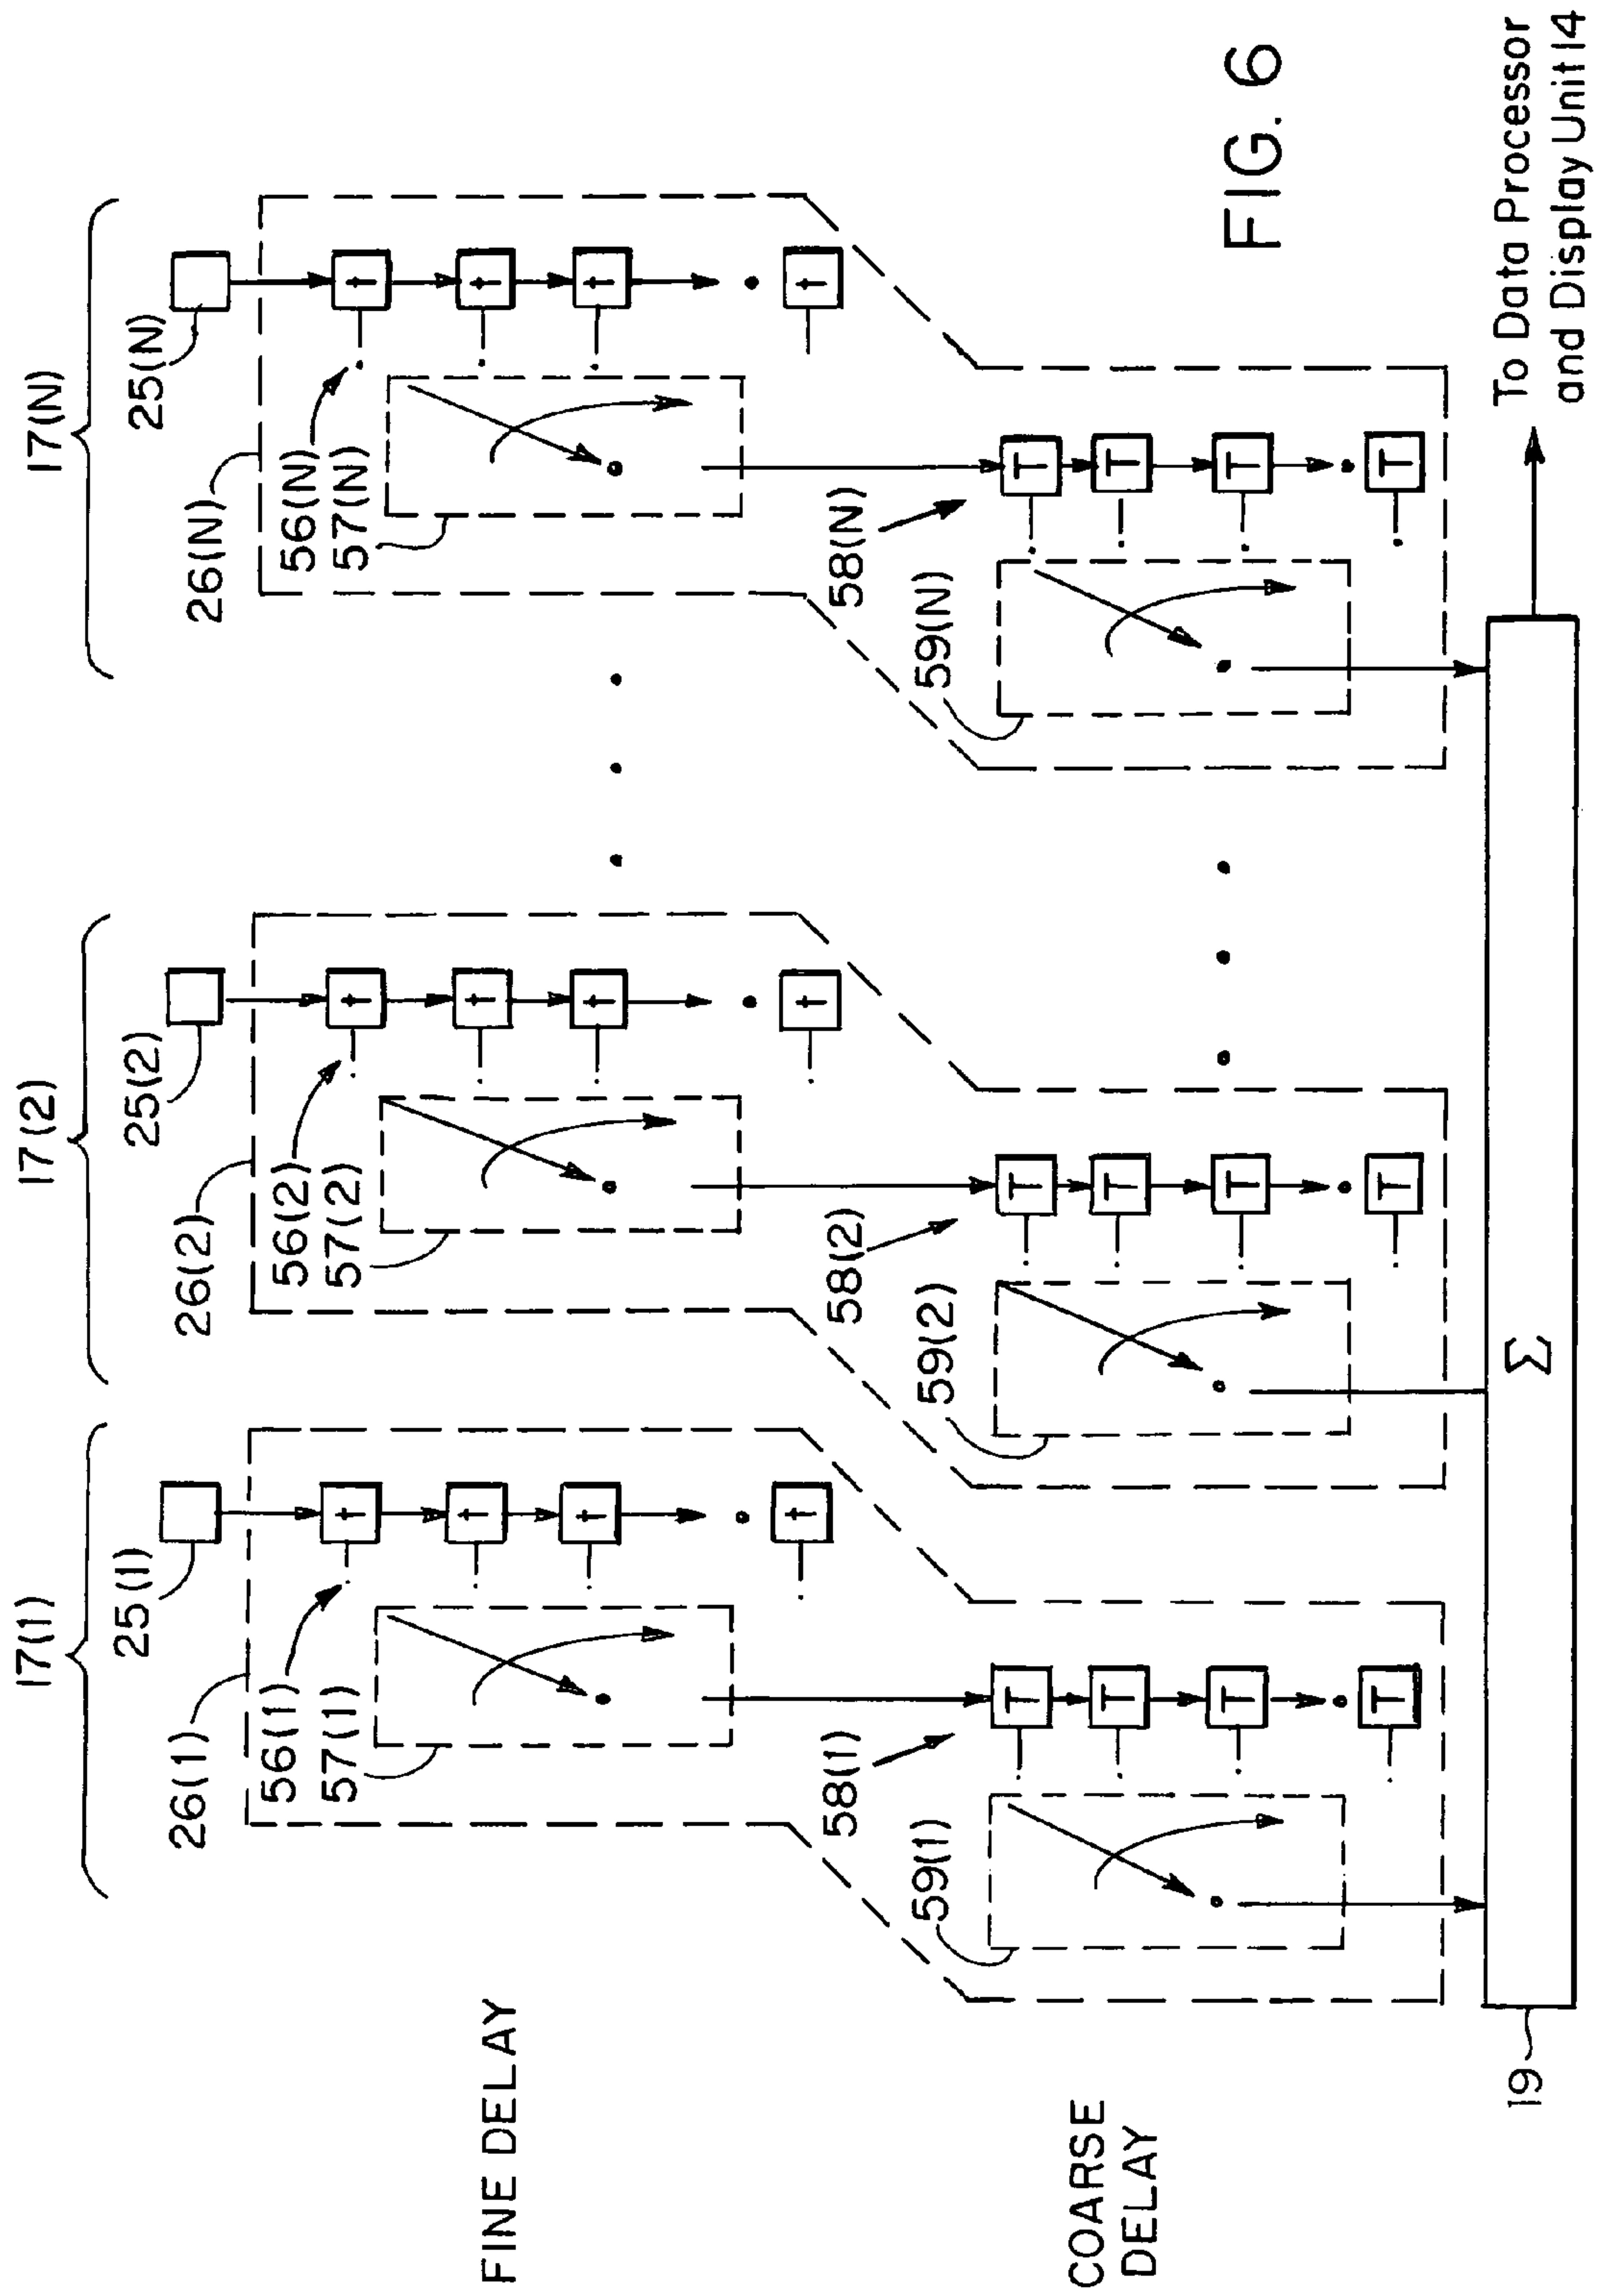 17(1)
17(2)
17(N)
25(1)
25(2)
25(N)
26(1)
26(2)
26(N)
56(1)
56(2)
56(N)
57(1)
57(2)
57(N)
t
t
t
t
t
t
t
t
t
t
t
t
FINE DELAY
58(1)
58(2)
58(N)
59(1)
59(2)
59(N)
T
T
T
T
T
T
T
T
T
T
T
T
COARSE
DELAY
FIG. 6
19
Σ
To Data Processor
and Display Unit 14